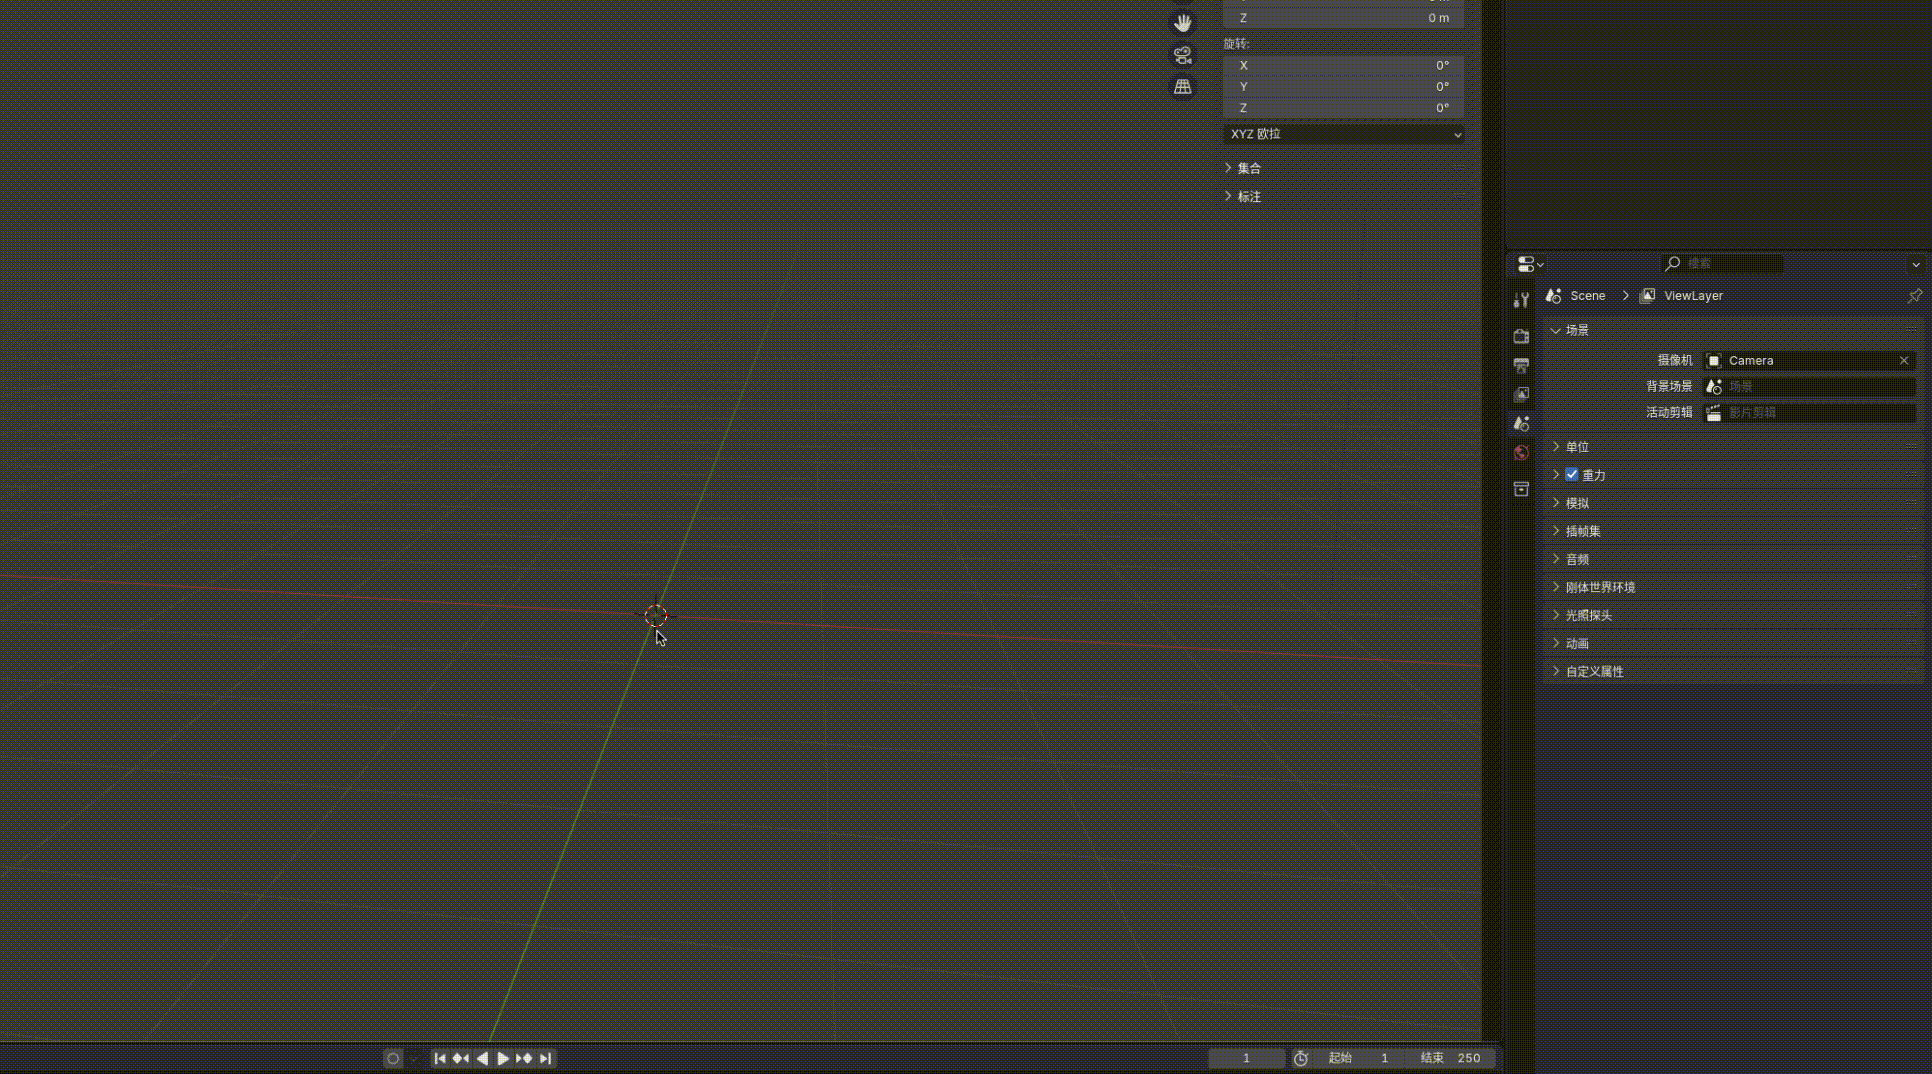 Z 0 m
旋转:
X 0°
Y 0°
Z 0°
XYZ 欧拉
集合
标注
搜索
Scene ViewLayer
场景
摄像机 Camera
背景场景 场景
活动剪辑 影片剪辑
单位
重力
模拟
插帧集
音频
刚体世界环境
光照探头
动画
自定义属性
1 起始 1 结束 250